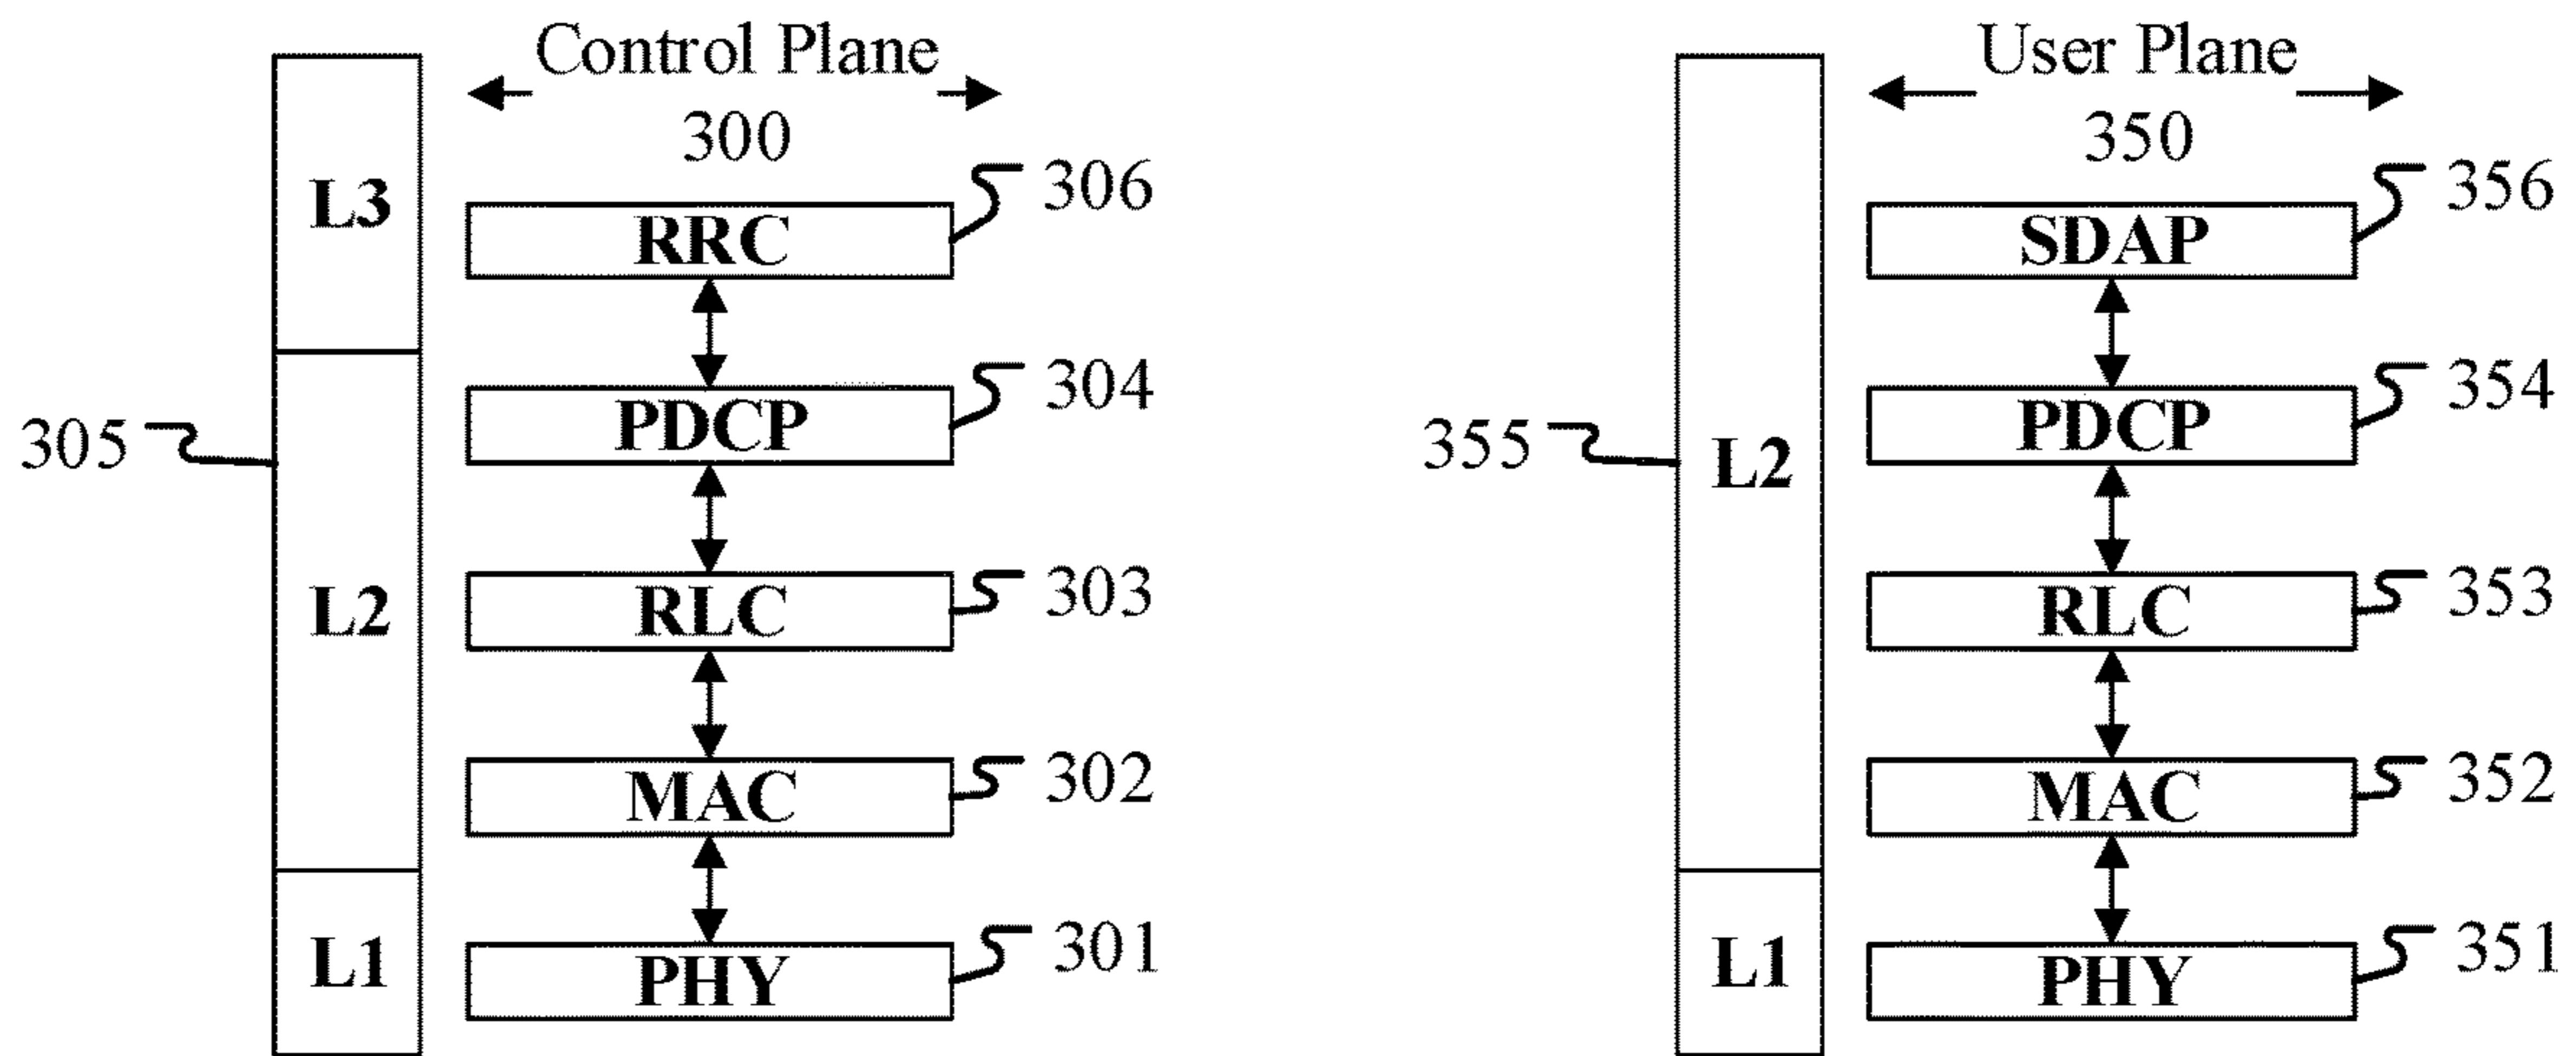 Control Plane
300
L3
RRC
306
PDCP
304
305
L2
RLC
303
MAC
302
L1
PHY
301
User Plane
350
SDAP
356
PDCP
354
355
L2
RLC
353
MAC
352
L1
PHY
351